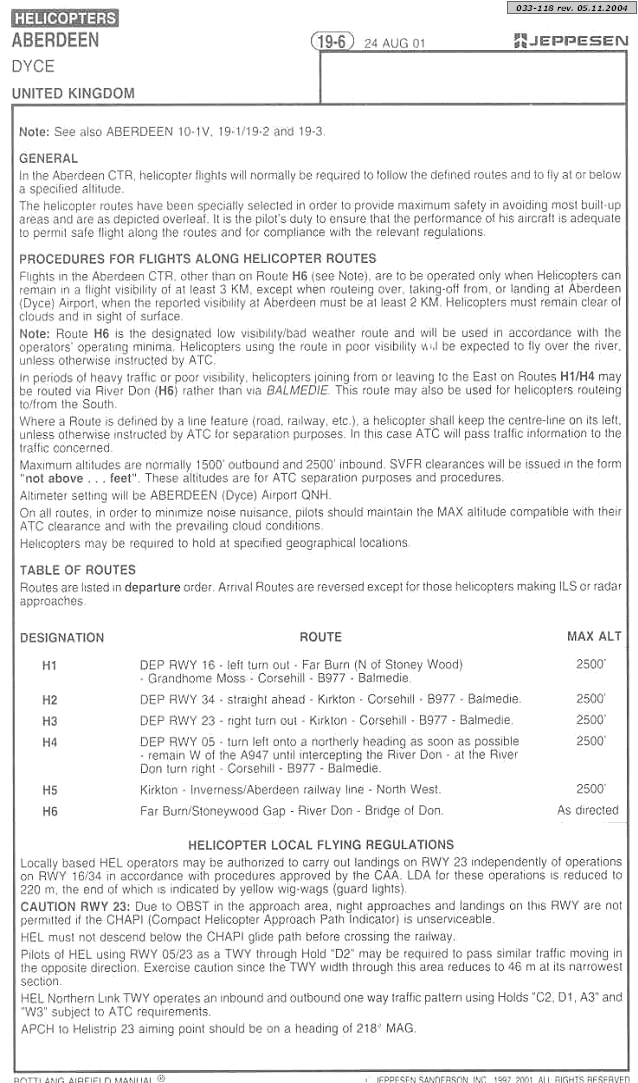 033-118 rev. 05.11.2004
HELICOPTERS
ABERDEEN
19-6 24 AUG 01
JEPPESEN
DYCE
UNITED KINGDOM
Note: See also ABERDEEN 10-1V, 19-1/19-2 and 19-3.
GENERAL
In the Aberdeen CTR, helicopter flights will normally be required to follow the defined routes and to fly at or below
a specified altitude.
The helicopter routes have been specially selected in order to provide maximum safety in avoiding most built-up
areas and are as depicted overleaf. It is the pilot's duty to ensure that the performance of his aircraft is adequate
to permit safe flight along the routes and for compliance with the relevant regulations.
PROCEDURES FOR FLIGHTS ALONG HELICOPTER ROUTES
Flights in the Aberdeen CTR, other than on Route H6 (see Note), are to be operated only when Helicopters can
remain in a flight visibility of at least 3 KM, except when routeing over, taking-off from, or landing at Aberdeen
(Dyce) Airport, when the reported visibility at Aberdeen must be at least 2 KM. Helicopters must remain clear of
clouds and in sight of surface.
Note: Route H6 is the designated low visibility/bad weather route and will be used in accordance with the
operators' operating minima. Helicopters using the route in poor visibility will be expected to fly over the river,
unless otherwise instructed by ATC.
In periods of heavy traffic or poor visibility, helicopters joining from or leaving to the East on Routes H1/H4 may
be routed via River Don (H6) rather than via BALMEDIE. This route may also be used for helicopters routeing
to/from the South.
Where a Route is defined by a line feature (road, railway, etc.), a helicopter shall keep the centre-line on its left,
unless otherwise instructed by ATC for separation purposes. In this case ATC will pass traffic information to the
traffic concerned.
Maximum altitudes are normally 1500' outbound and 2500' inbound. SVFR clearances will be issued in the form
"not above . . . feet". These altitudes are for ATC separation purposes and procedures.
Altimeter setting will be ABERDEEN (Dyce) Airport QNH.
On all routes, in order to minimize noise nuisance, pilots should maintain the MAX altitude compatible with their
ATC clearance and with the prevailing cloud conditions.
Helicopters may be required to hold at specified geographical locations.
TABLE OF ROUTES
Routes are listed in departure order. Arrival Routes are reversed except for those helicopters making ILS or radar
approaches.
DESIGNATION ROUTE MAX ALT
H1 DEP RWY 16 - left turn out - Far Burn (N of Stoney Wood) 2500'
- Grandhome Moss - Corsehill - B977 - Balmedie.
H2 DEP RWY 34 - straight ahead - Kirkton - Corsehill - B977 - Balmedie. 2500'
H3 DEP RWY 23 - right turn out - Kirkton - Corsehill - B977 - Balmedie. 2500'
H4 DEP RWY 05 - turn left onto a northerly heading as soon as possible 2500'
- remain W of the A947 until intercepting the River Don - at the River
Don turn right - Corsehill - B977 - Balmedie.
H5 Kirkton - Inverness/Aberdeen railway line - North West. 2500'
H6 Far Burn/Stoneywood Gap - River Don - Bridge of Don. As directed
HELICOPTER LOCAL FLYING REGULATIONS
Locally based HEL operators may be authorized to carry out landings on RWY 23 independently of operations
on RWY 16/34 in accordance with procedures approved by the CAA. LDA for these operations is reduced to
220 m, the end of which is indicated by yellow wig-wags (guard lights).
CAUTION RWY 23: Due to OBST in the approach area, night approaches and landings on this RWY are not
permitted if the CHAPI (Compact Helicopter Approach Path Indicator) is unserviceable.
HEL must not descend below the CHAPI glide path before crossing the railway.
Pilots of HEL using RWY 05/23 as a TWY through Hold "D2" may be required to pass similar traffic moving in
the opposite direction. Exercise caution since the TWY width through this area reduces to 46 m at its narrowest
section.
HEL Northern Link TWY operates an inbound and outbound one way traffic pattern using Holds "C2, D1, A3" and
"W3" subject to ATC requirements.
APCH to Helistrip 23 aiming point should be on a heading of 218° MAG.
BOTTLANG AIRFIELD MANUAL ® JEPPESEN SANDERSON, INC. 1997, 2001. ALL RIGHTS RESERVED